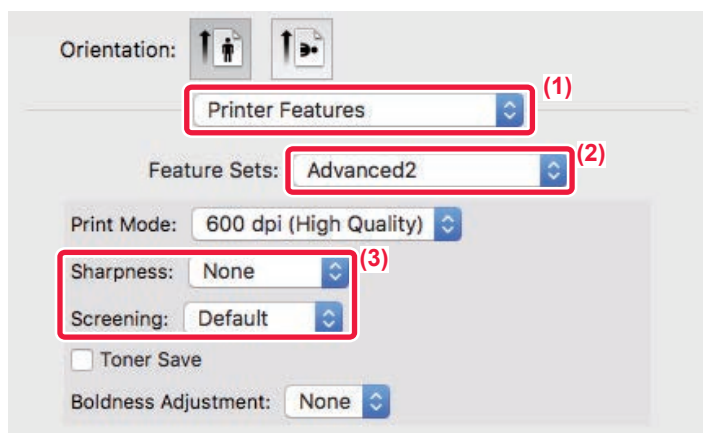 Orientation:
(1)
Printer Features
(2)
Feature Sets: Advanced2
Print Mode: 600 dpi (High Quality)
(3)
Sharpness: None
Screening: Default
Toner Save
Boldness Adjustment: None